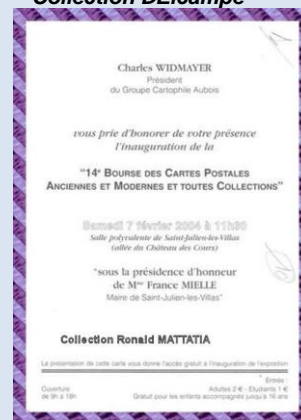 Collection DElcampe
Charles WIDMAYER
Président
du Groupe Cartophile Aubois
vous prie d'honorer de votre présence
l'inauguration de la
"14e BOURSE DES CARTES POSTALES
ANCIENNES ET MODERNES ET TOUTES COLLECTIONS"
Samedi 7 février 2004 à 11h30
Salle polyvalente de Saint-Julien-les-Villas
(allée du Château des Cours)
"sous la présidence d'honneur
de Mme France MIELLE
Maire de Saint-Julien-les-Villas"
Collection Ronald MATTATIA
La présentation de cette carte vous donne l'accès gratuit à l'inauguration de l'exposition
Ouverture
de 9h à 18h
Entrée :
Adultes 2 € - Etudiants 1 €
Gratuit pour les enfants accompagnés jusqu'à 16 ans